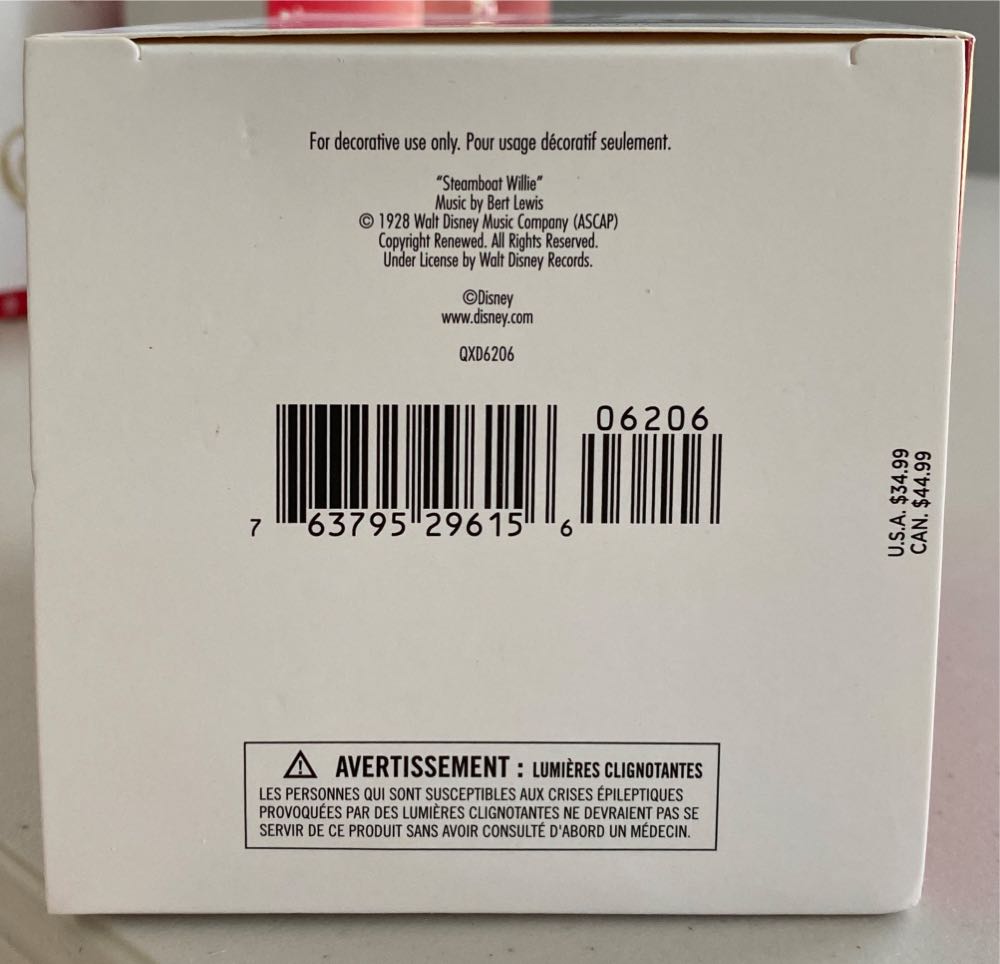 For decorative use only. Pour usage décoratif seulement.
“Steamboat Willie”
Music by Bert Lewis
© 1928 Walt Disney Music Company (ASCAP)
Copyright Renewed. All Rights Reserved.
Under License by Walt Disney Records.
©Disney
www.disney.com
QXD6206
06206
7 63795 29615 6
U.S.A. $34.99
CAN. $44.99
AVERTISSEMENT : LUMIÈRES CLIGNOTANTES
LES PERSONNES QUI SONT SUSCEPTIBLES AUX CRISES ÉPILEPTIQUES
PROVOQUÉES PAR DES LUMIÈRES CLIGNOTANTES NE DEVRAIENT PAS SE
SERVIR DE CE PRODUIT SANS AVOIR CONSULTÉ D'ABORD UN MÉDECIN.